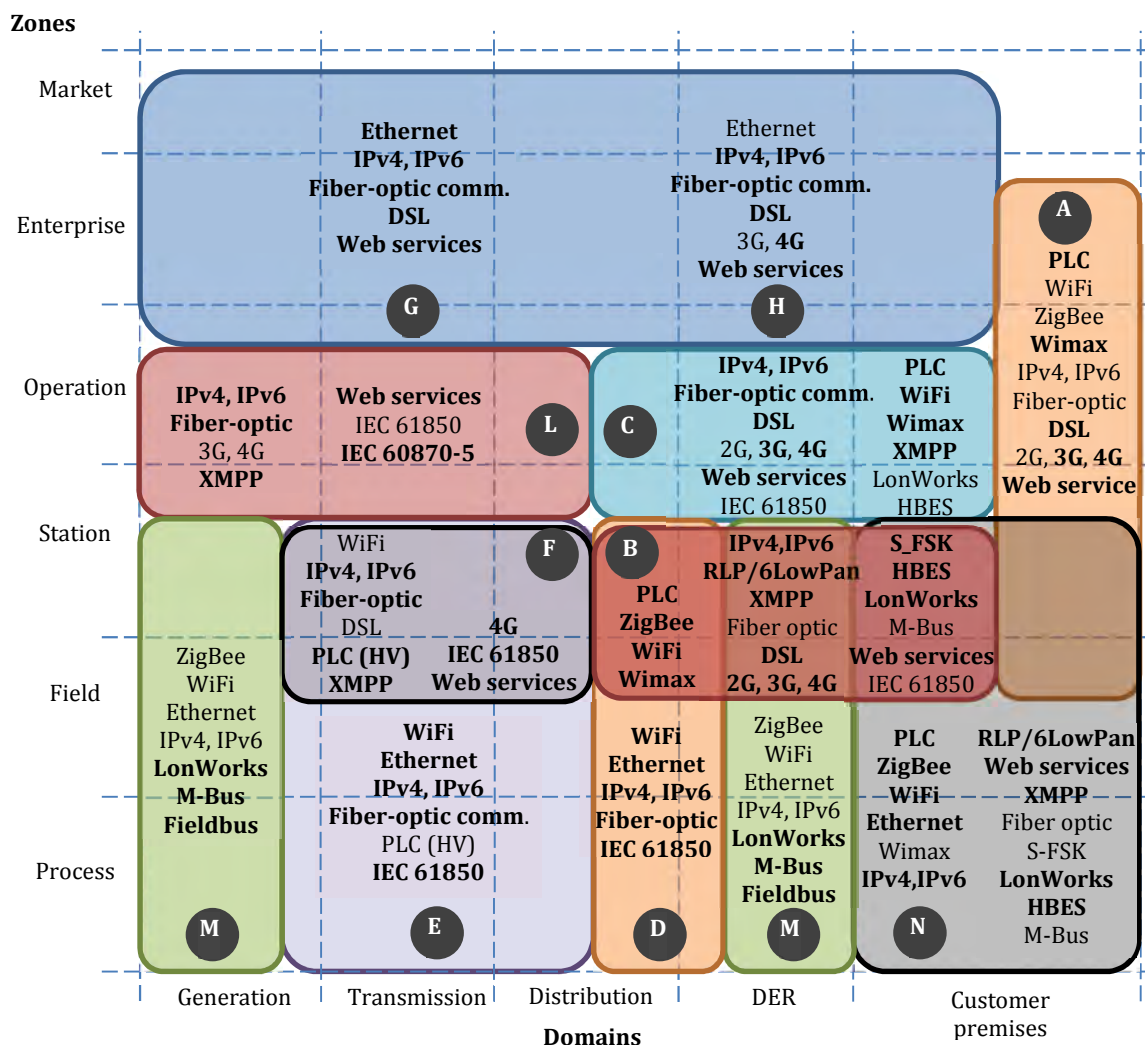 Zones
Market
Enterprise
Operation
Station
Field
Process
Ethernet
IPv4, IPv6
Fiber-optic comm.
DSL
Web services
G
Ethernet
IPv4, IPv6
Fiber-optic comm.
DSL
3G, 4G
Web services
H
A
PLC
WiFi
ZigBee
Wimax
IPv4, IPv6
Fiber-optic
DSL
2G, 3G, 4G
Web service
IPv4, IPv6
Fiber-optic
3G, 4G
XMPP
Web services
IEC 61850
IEC 60870-5
L
C
IPv4, IPv6
Fiber-optic comm.
DSL
2G, 3G, 4G
Web services
IEC 61850
PLC
WiFi
Wimax
XMPP
LonWorks
HBES
WiFi
IPv4, IPv6
Fiber-optic
DSL
PLC (HV)
XMPP
F
4G
IEC 61850
Web services
B
PLC
ZigBee
WiFi
Wimax
IPv4,IPv6
RLP/6LowPan
XMPP
Fiber optic
DSL
2G, 3G, 4G
S_FSK
HBES
LonWorks
M-Bus
Web services
IEC 61850
ZigBee
WiFi
Ethernet
IPv4, IPv6
LonWorks
M-Bus
Fieldbus
M
WiFi
Ethernet
IPv4, IPv6
Fiber-optic comm.
PLC (HV)
IEC 61850
E
WiFi
Ethernet
IPv4, IPv6
Fiber-optic
IEC 61850
D
ZigBee
WiFi
Ethernet
IPv4, IPv6
LonWorks
M-Bus
Fieldbus
M
PLC
ZigBee
WiFi
Ethernet
Wimax
IPv4,IPv6
N
RLP/6LowPan
Web services
XMPP
Fiber optic
S-FSK
LonWorks
HBES
M-Bus
Generation
Transmission
Distribution
DER
Customer
premises
Domains